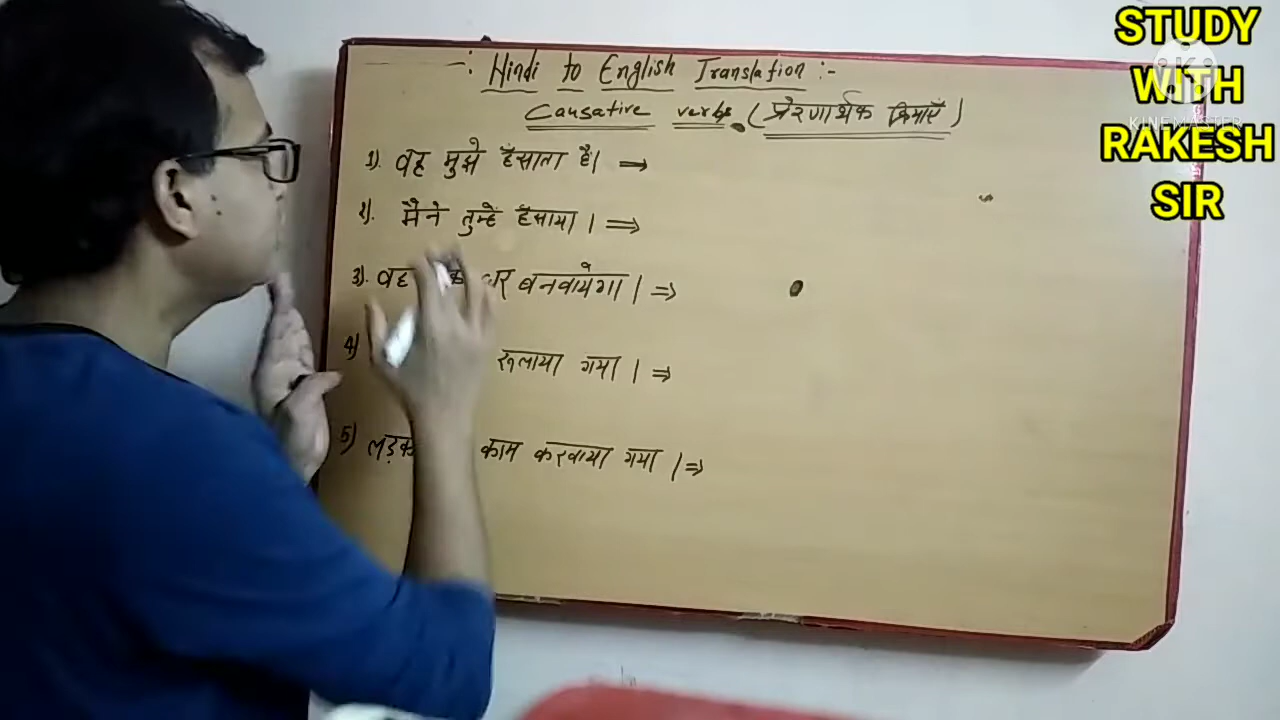 -: Hindi to English Translation :-
Causative verbs (प्रेरणार्थक क्रियाएँ)
1). वह मुझे हँसाता है। ⇒
2). मैने तुम्हे हँसाया। ⇒
3). वह घर बनवायेगा। ⇒
4) रूलाया गया। ⇒
5) काम करवाया गया। ⇒
STUDY
WITH
RAKESH
SIR
KINEMASTER